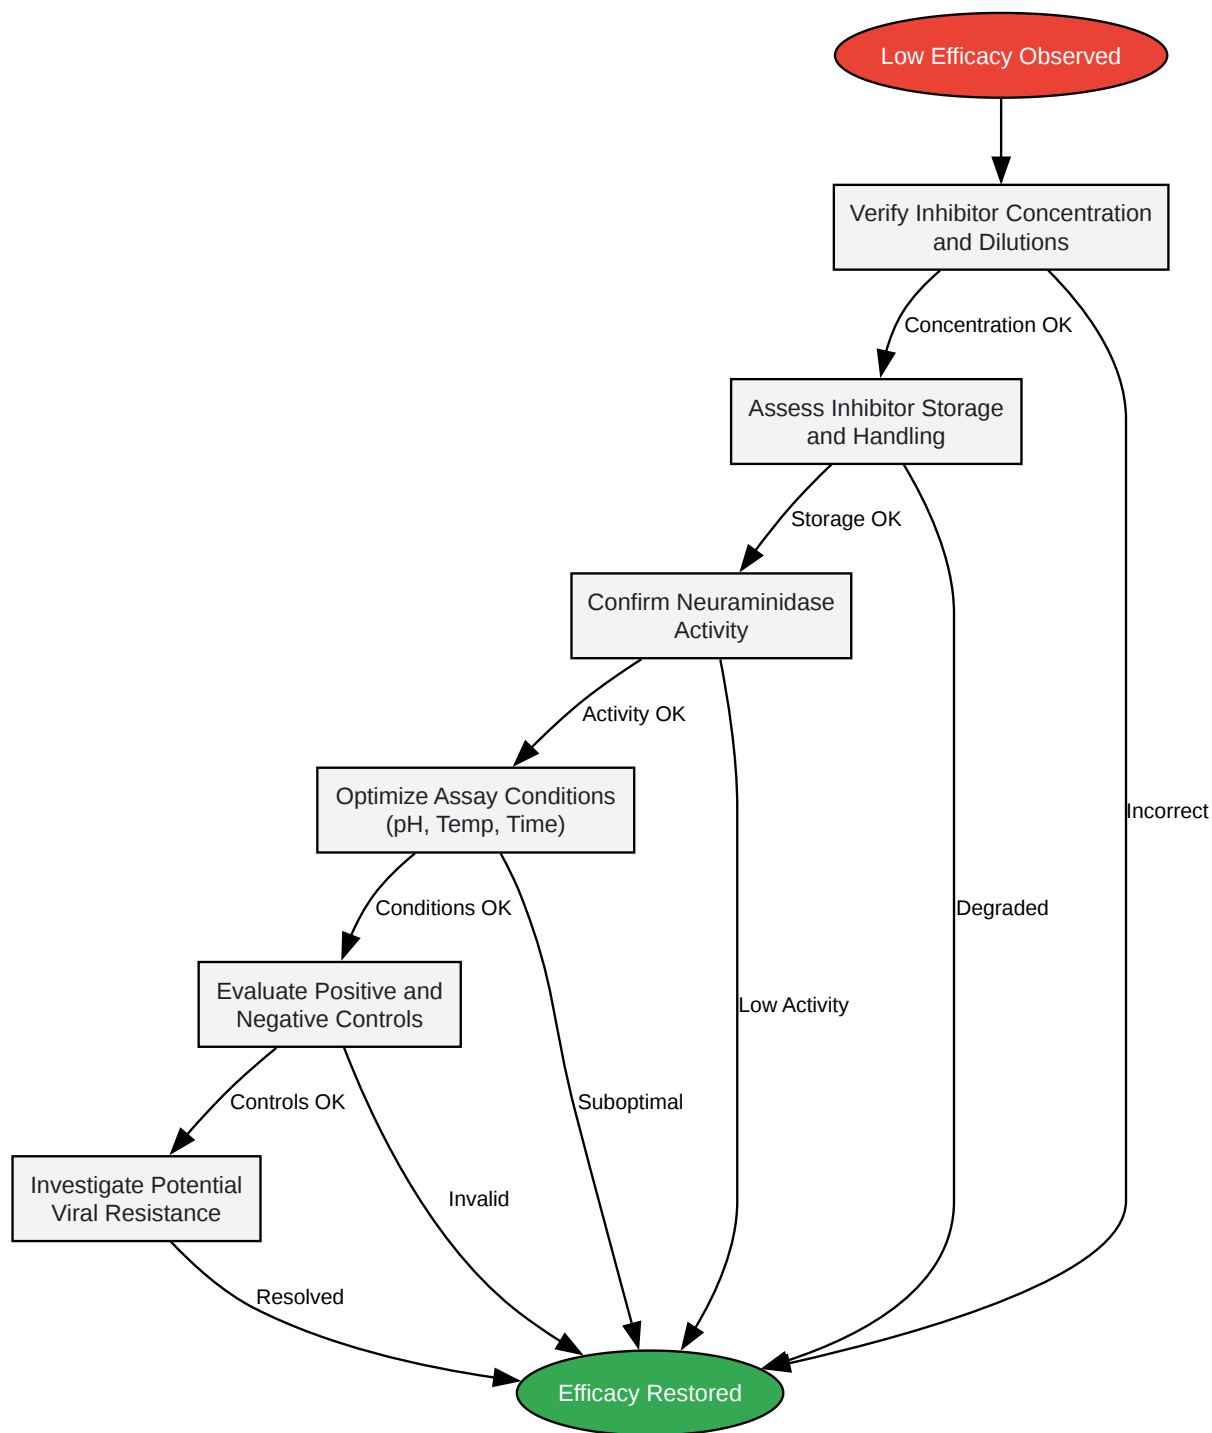 Low Efficacy Observed
Verify Inhibitor Concentration
and Dilutions
Concentration OK
Assess Inhibitor Storage
and Handling
Storage OK
Confirm Neuraminidase
Activity
Activity OK
Optimize Assay Conditions
(pH, Temp, Time)
Incorrect
Conditions OK
Degraded
Evaluate Positive and
Negative Controls
Low Activity
Controls OK
Suboptimal
Investigate Potential
Viral Resistance
Invalid
Resolved
Efficacy Restored